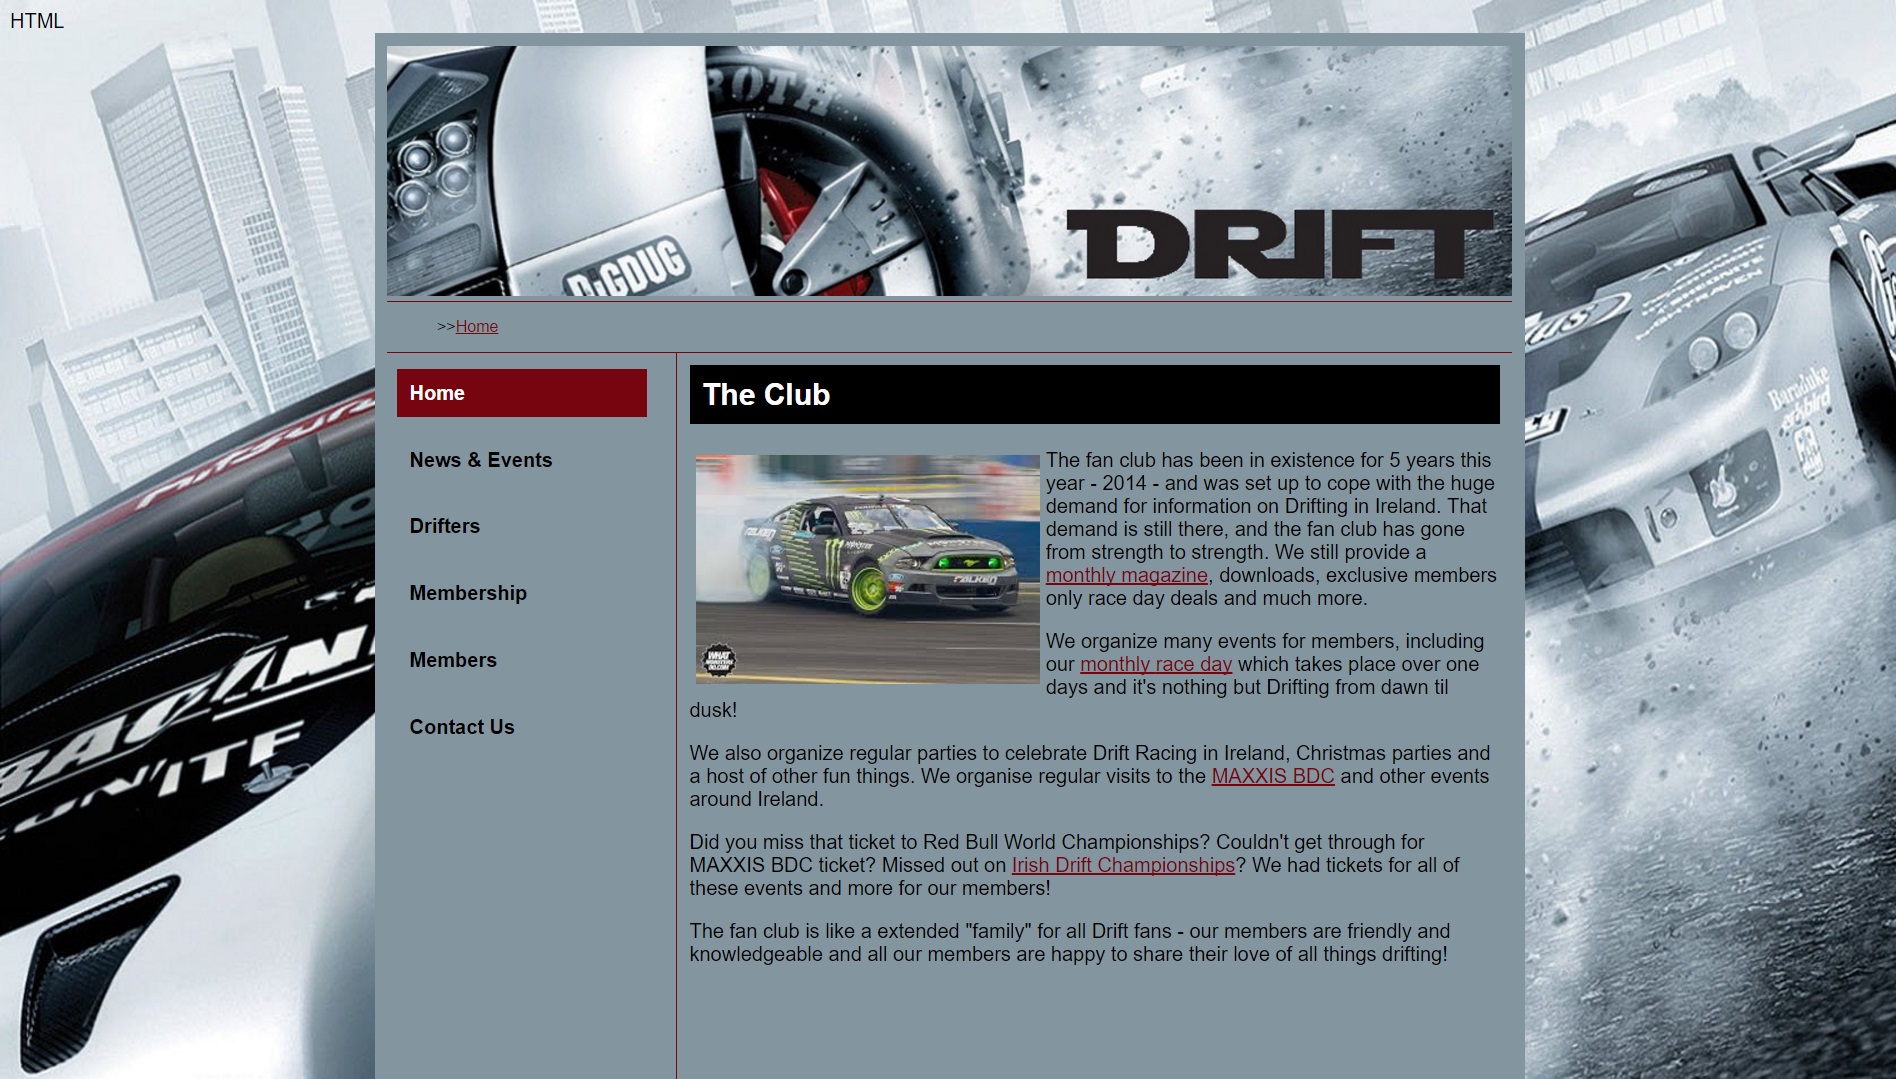 HTML
ROTH
DiGDUG
DRIFT
>>Home
Home
The Club
News & Events
Drifters
Membership
Members
Contact Us
The fan club has been in existence for 5 years this
year - 2014 - and was set up to cope with the huge
demand for information on Drifting in Ireland. That
demand is still there, and the fan club has gone
from strength to strength. We still provide a
monthly magazine, downloads, exclusive members
only race day deals and much more.
We organize many events for members, including
our monthly race day which takes place over one
days and it's nothing but Drifting from dawn til
dusk!
We also organize regular parties to celebrate Drift Racing in Ireland, Christmas parties and
a host of other fun things. We organise regular visits to the MAXXIS BDC and other events
around Ireland.
Did you miss that ticket to Red Bull World Championships? Couldn't get through for
MAXXIS BDC ticket? Missed out on Irish Drift Championships? We had tickets for all of
these events and more for our members!
The fan club is like a extended "family" for all Drift fans - our members are friendly and
knowledgeable and all our members are happy to share their love of all things drifting!
FALKEN
FALKEN
WHAT
RACIN